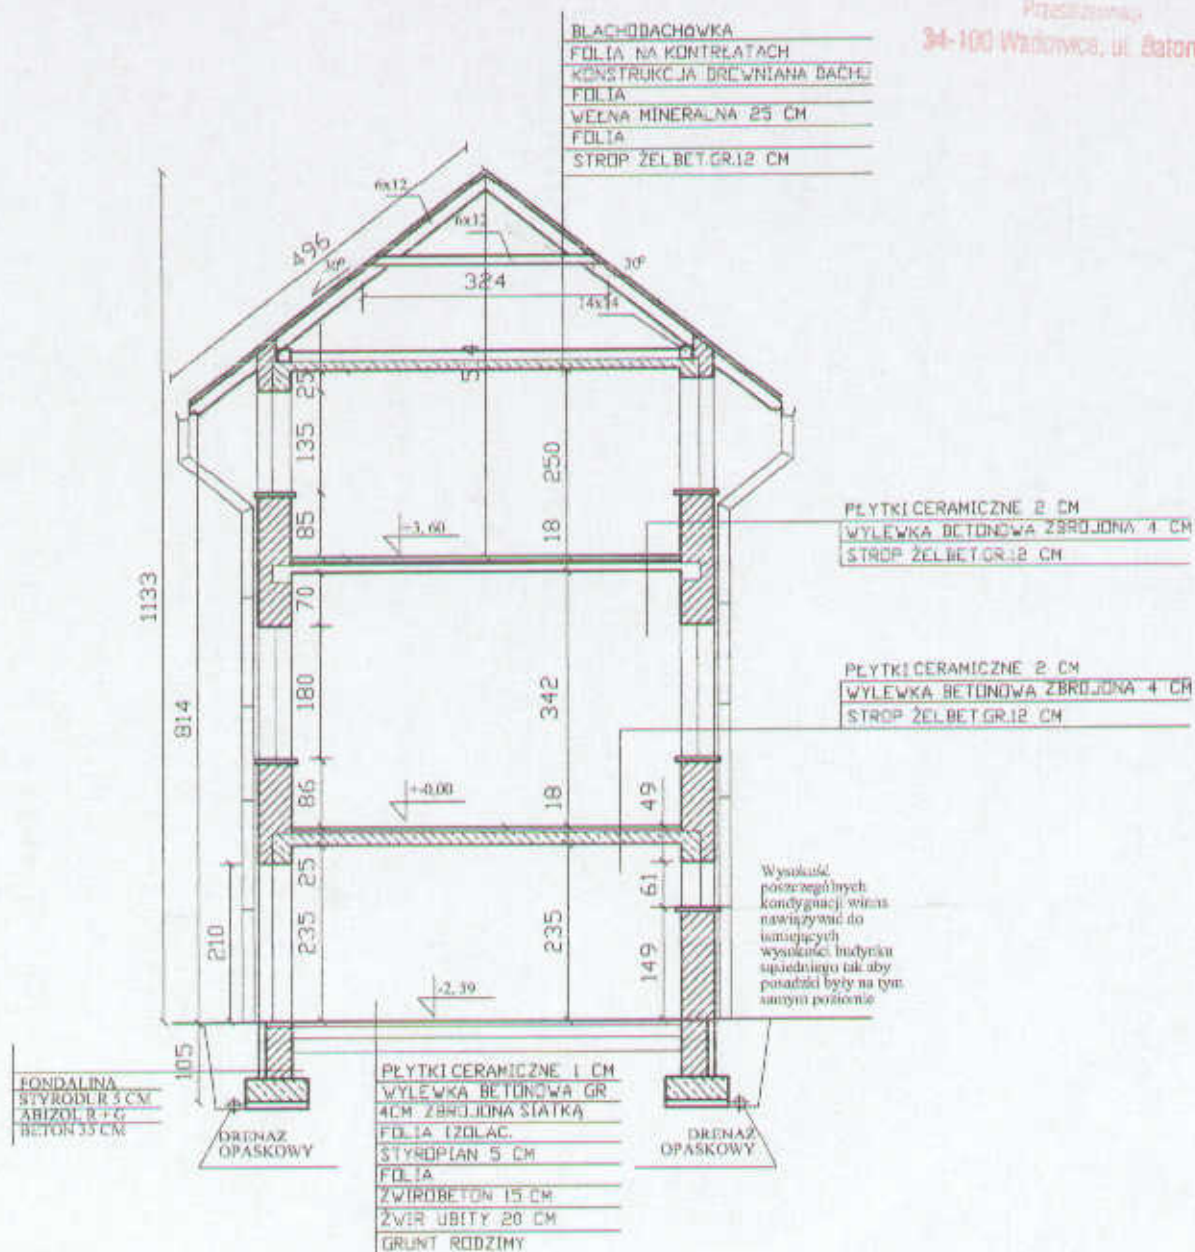 BLACHODACHÓWKA
FOLIA NA KONTRŁATACH
KONSTRUKCJA DREWNIANA DACHU
FOLIA
WEŁNA MINERALNA 25 CM
FOLIA
STROP ŻELBET.GR.12 CM
34-100 Wadowice, ul. Bator
6x12
6x12
496
30°
30°
324
14x14
514
25
135
250
85
18
+3,60
PŁYTKI CERAMICZNE 2 CM
WYLEWKA BETONOWA ZBROJONA 4 CM
STROP ŻELBET.GR.12 CM
1133
70
814
180
342
PŁYTKI CERAMICZNE 2 CM
WYLEWKA BETONOWA ZBROJONA 4 CM
STROP ŻELBET.GR.12 CM
86
+-0,00
18
49
25
61
210
235
235
149
Wysokość
poszczególnych
kondygnacji winna
nawiązywać do
istniejących
wysokości budynku
sąsiedniego tak aby
posadzki były na tym
samym poziomie
-2,39
105
FONDALINA
STYRODUR 5 CM
ABIZOL R+G
BETON 35 CM
DRENAŻ
OPASKOWY
PŁYTKI CERAMICZNE 1 CM
WYLEWKA BETONOWA GR
4CM ZBROJONA SIATKĄ
FOLIA IZOLAC.
STYROPIAN 5 CM
FOLIA
ŻWIROBETON 15 CM
ŻWIR UBITY 20 CM
GRUNT RODZIMY
DRENAŻ
OPASKOWY